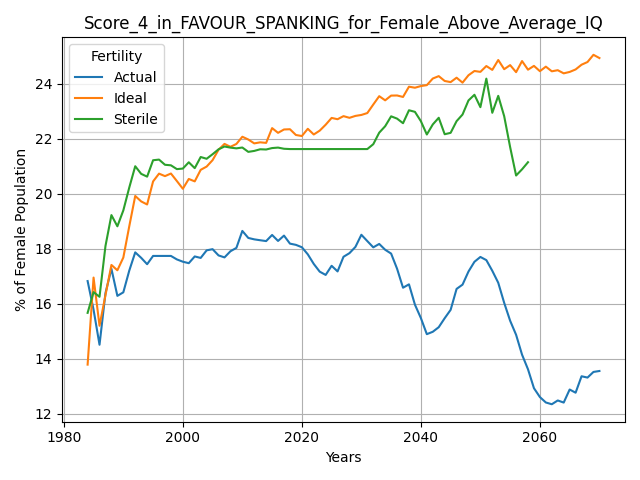 Score_4_in_FAVOUR_SPANKING_for_Female_Above_Average_IQ
Fertility
Actual
Ideal
Sterile
% of Female Population
24
22
20
18
16
14
12
1980
2000
2020
2040
2060
Years